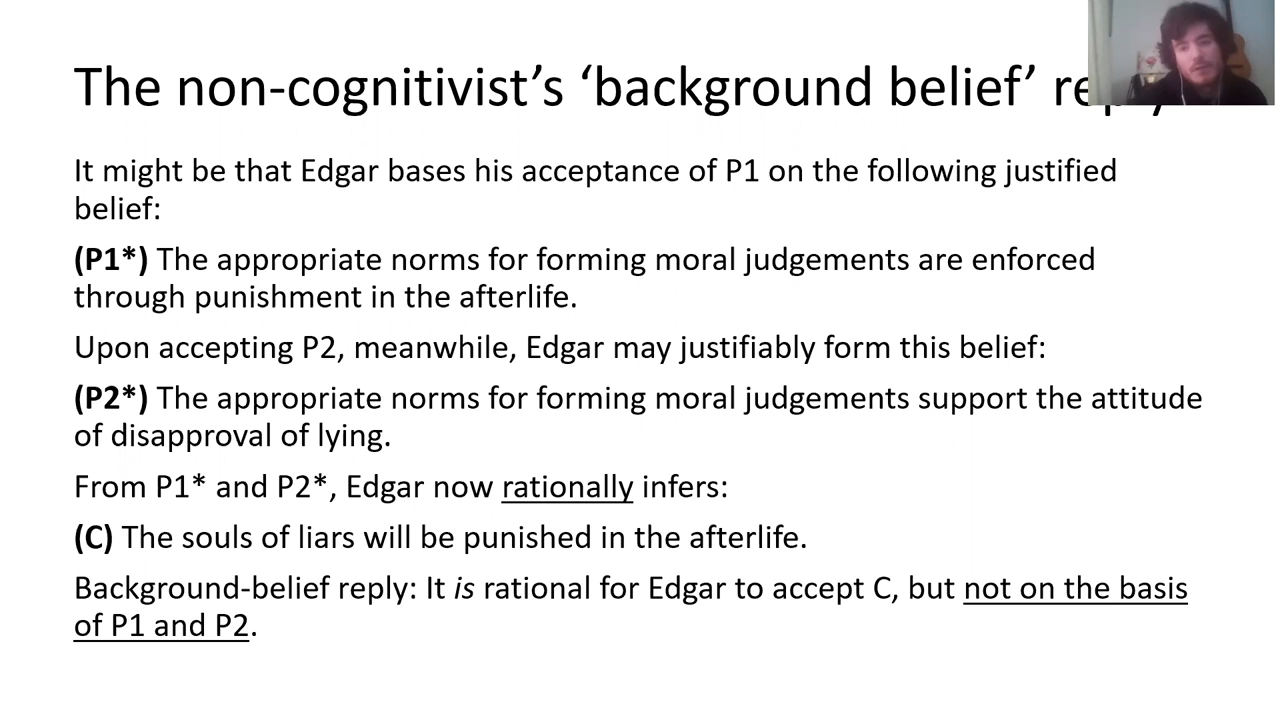 The non-cognitivist’s ‘background belief’
It might be that Edgar bases his acceptance of P1 on the following justified
belief:
(P1*) The appropriate norms for forming moral judgements are enforced
through punishment in the afterlife.
Upon accepting P2, meanwhile, Edgar may justifiably form this belief:
(P2*) The appropriate norms for forming moral judgements support the attitude
of disapproval of lying.
From P1* and P2*, Edgar now rationally infers:
(C) The souls of liars will be punished in the afterlife.
Background-belief reply: It is rational for Edgar to accept C, but not on the basis
of P1 and P2.